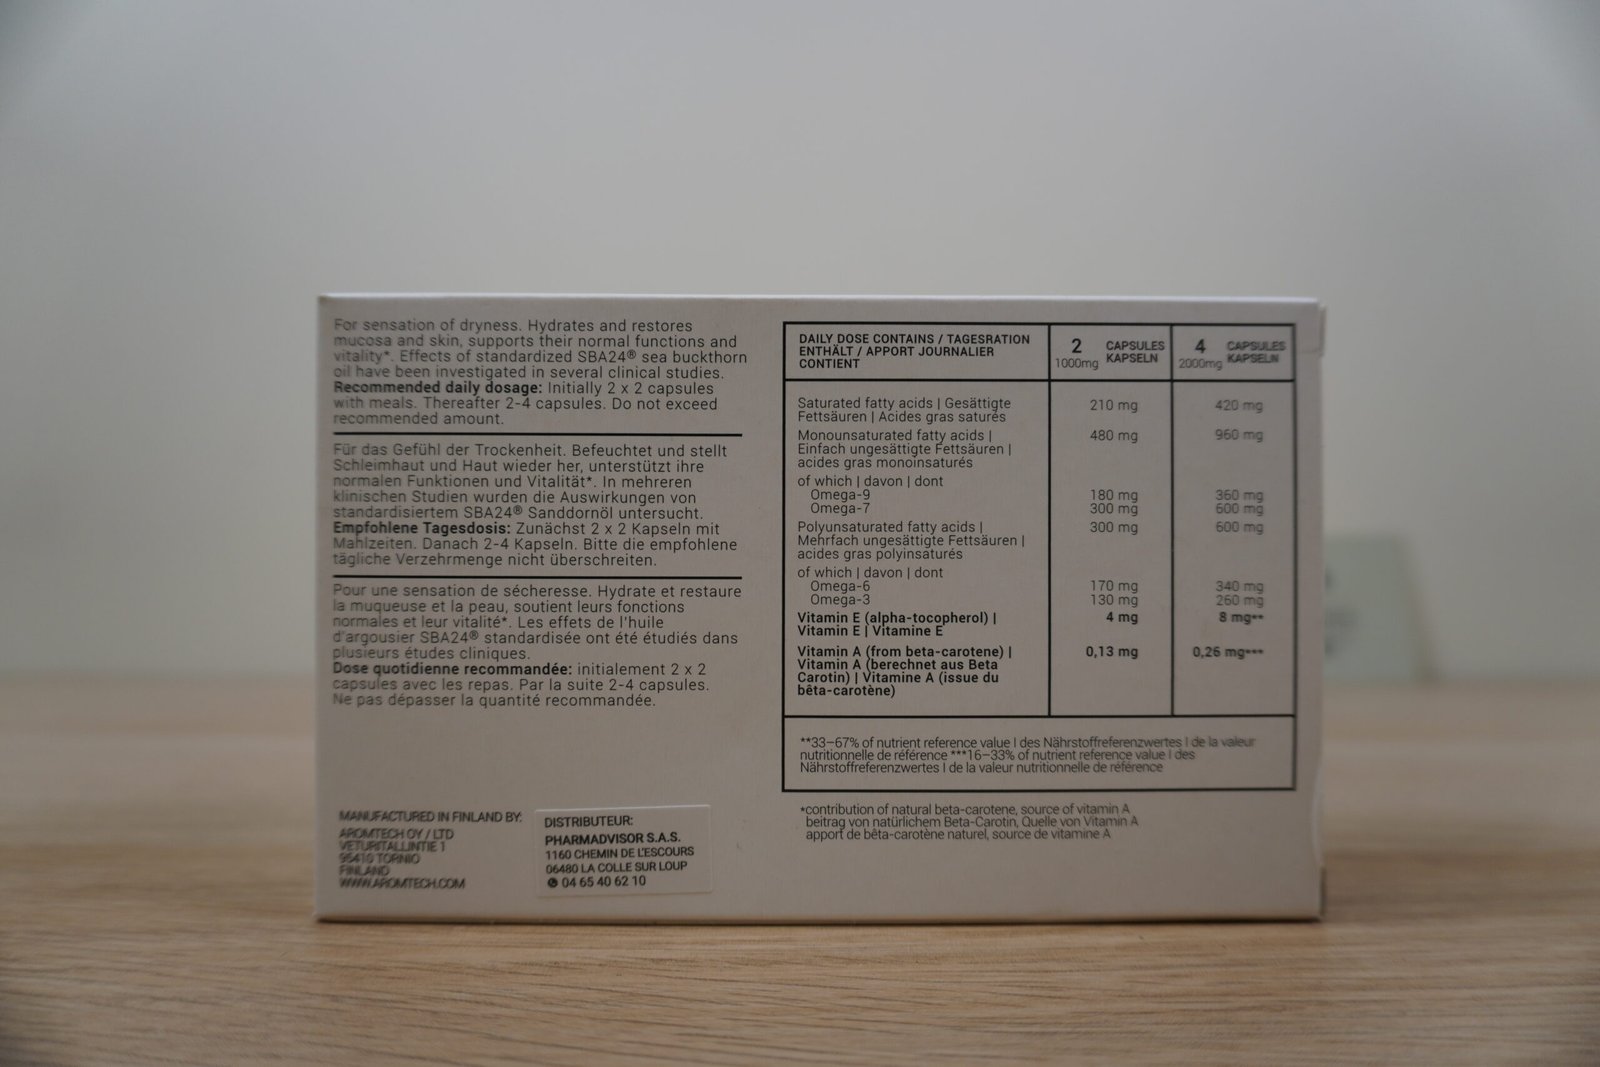 For sensation of dryness. Hydrates and restores
mucosa and skin, supports their normal functions and
vitality*. Effects of standardized SBA24® sea buckthorn
oil have been investigated in several clinical studies.
Recommended daily dosage: Initially 2 x 2 capsules
with meals. Thereafter 2-4 capsules. Do not exceed
recommended amount.
Für das Gefühl der Trockenheit. Befeuchtet und stellt
Schleimhaut und Haut wieder her, unterstützt ihre
normalen Funktionen und Vitalität*. In mehreren
klinischen Studien wurden die Auswirkungen von
standardisiertem SBA24® Sanddornöl untersucht.
Empfohlene Tagesdosis: Zunächst 2 x 2 Kapseln mit
Mahlzeiten. Danach 2-4 Kapseln. Bitte die empfohlene
tägliche Verzehrmenge nicht überschreiten.
Pour une sensation de sécheresse. Hydrate et restaure
la muqueuse et la peau, soutient leurs fonctions
normales et leur vitalité*. Les effets de l'huile
d'argousier SBA24® standardisée ont été étudiés dans
plusieurs études cliniques.
Dose quotidienne recommandée: initialement 2 x 2
capsules avec les repas. Par la suite 2-4 capsules.
Ne pas dépasser la quantité recommandée.
MANUFACTURED IN FINLAND BY:
AROMTECH OY / LTD
VETURITALLINTIE 1
95410 TORNIO
FINLAND
WWW.AROMTECH.COM
DISTRIBUTEUR:
PHARMADVISOR S.A.S.
1160 CHEMIN DE L'ESCOURS
06480 LA COLLE SUR LOUP
04 65 40 62 10
DAILY DOSE CONTAINS / TAGESRATION
ENTHÄLT / APPORT JOURNALIER
CONTIENT
2 CAPSULES
1000mg KAPSELN
4 CAPSULES
2000mg KAPSELN
Saturated fatty acids | Gesättigte 210 mg 420 mg
Fettsäuren | Acides gras saturés
Monounsaturated fatty acids | 480 mg 960 mg
Einfach ungesättigte Fettsäuren |
acides gras monoinsaturés
of which | davon | dont
Omega-9 180 mg 360 mg
Omega-7 300 mg 600 mg
Polyunsaturated fatty acids | 300 mg 600 mg
Mehrfach ungesättigte Fettsäuren |
acides gras polyinsaturés
of which | davon | dont
Omega-6 170 mg 340 mg
Omega-3 130 mg 260 mg
Vitamin E (alpha-tocopherol) | 4 mg 8 mg**
Vitamin E | Vitamine E
Vitamin A (from beta-carotene) | 0,13 mg 0,26 mg***
Vitamin A (berechnet aus Beta
Carotin) | Vitamine A (issue du
bêta-carotène)
**33–67% of nutrient reference value | des Nährstoffreferenzwertes | de la valeur
nutritionnelle de référence ***16–33% of nutrient reference value | des
Nährstoffreferenzwertes | de la valeur nutritionnelle de référence
*contribution of natural beta-carotene, source of vitamin A
beitrag von natürlichem Beta-Carotin, Quelle von Vitamin A
apport de bêta-carotène naturel, source de vitamine A